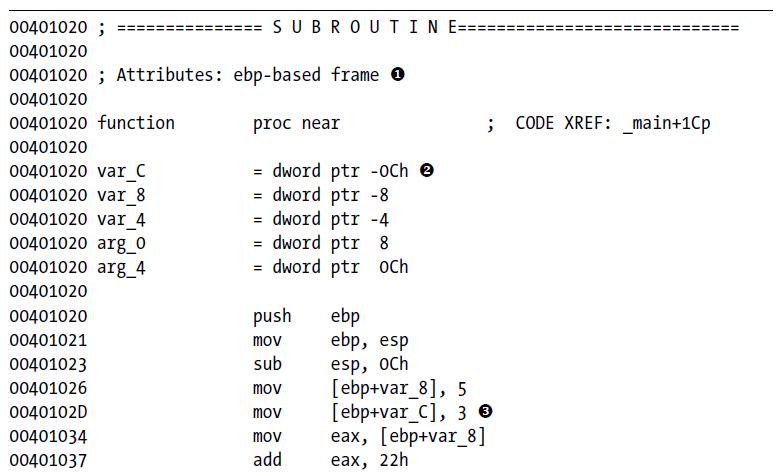 00401020 ; =============== S U B R O U T I N E=============================
00401020
00401020 ; Attributes: ebp-based frame ❶
00401020
00401020 function proc near ; CODE XREF: _main+1Cp
00401020
00401020 var_C = dword ptr -0Ch ❷
00401020 var_8 = dword ptr -8
00401020 var_4 = dword ptr -4
00401020 arg_0 = dword ptr 8
00401020 arg_4 = dword ptr 0Ch
00401020
00401020 push ebp
00401021 mov ebp, esp
00401023 sub esp, 0Ch
00401026 mov [ebp+var_8], 5
0040102D mov [ebp+var_C], 3 ❸
00401034 mov eax, [ebp+var_8]
00401037 add eax, 22h